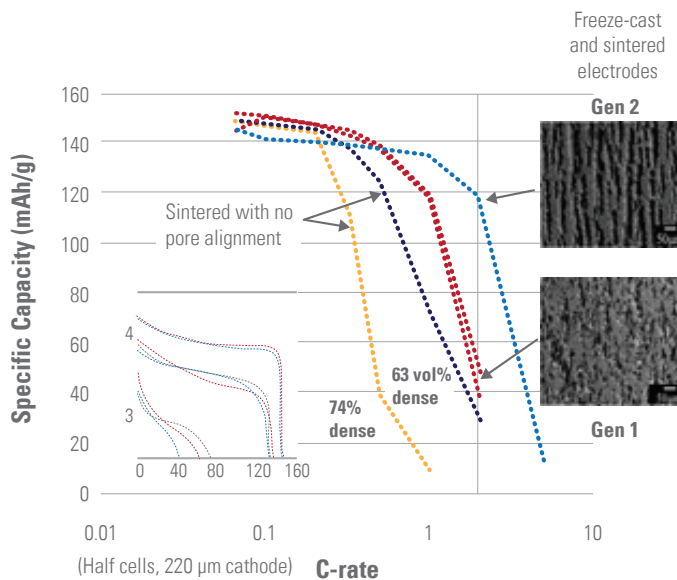 Freeze-cast
and sintered
electrodes
Gen 2
50µ
Gen 1
Specific Capacity (mAh/g)
160
140
120
100
80
60
40
20
0
Sintered with no
pore alignment
74%
dense
63 vol%
dense
4
3
0 40 80 120 160
0.01 0.1 1 10
(Half cells, 220 µm cathode) C-rate